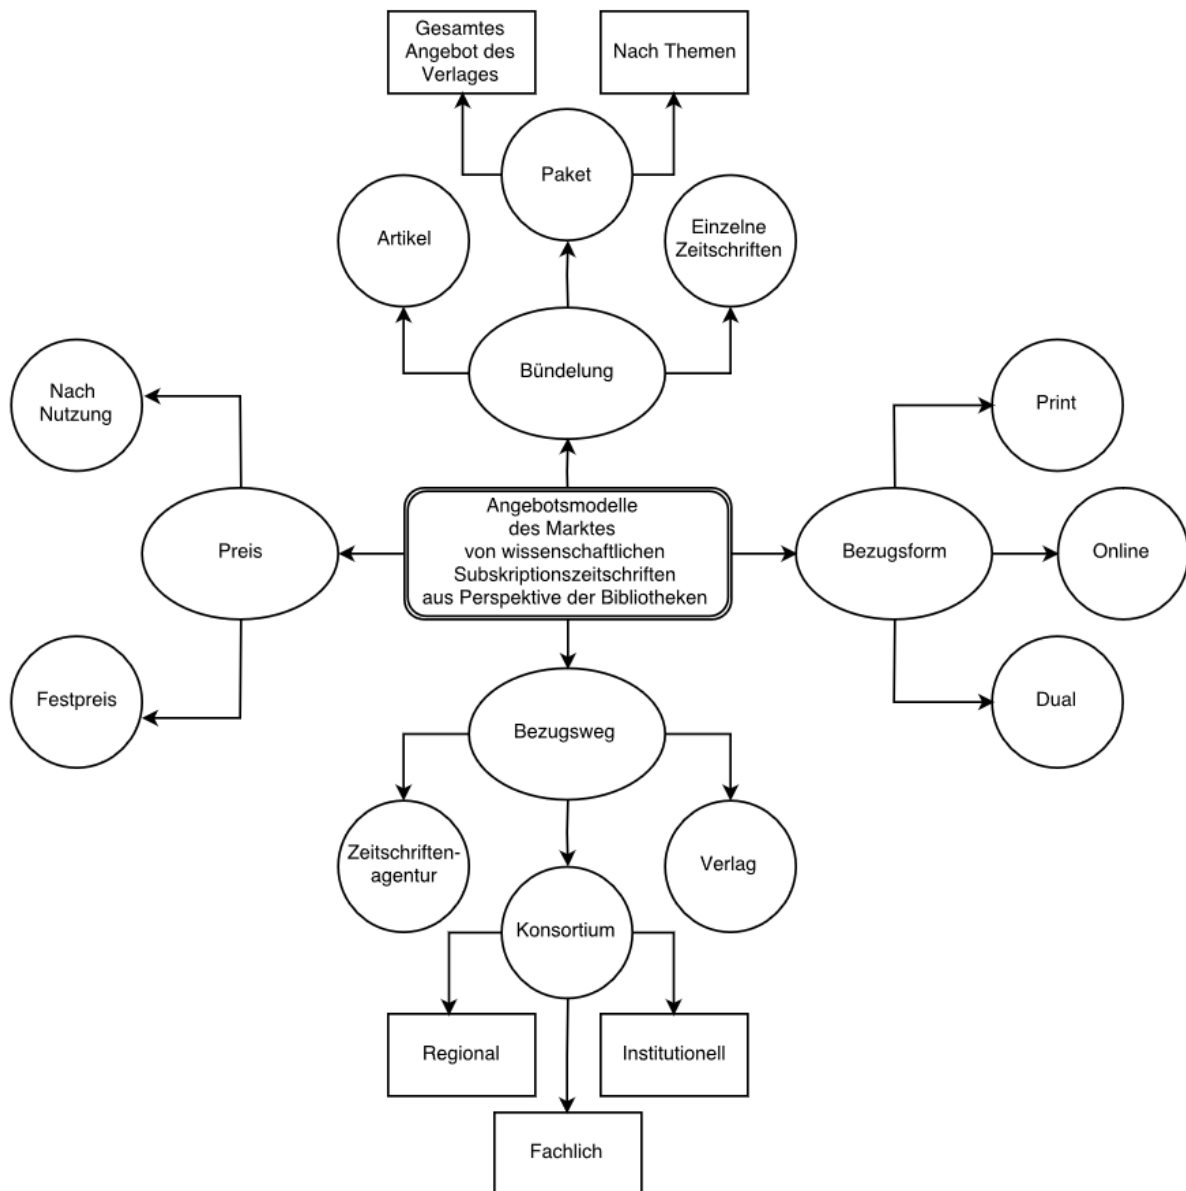 Gesamtes
Angebot des
Verlages
Nach Themen
Paket
Artikel
Einzelne
Zeitschriften
Bündelung
Nach
Nutzung
Print
Preis
Angebotsmodelle
des Marktes
von wissenschaftlichen
Subskriptionszeitschriften
aus Perspektive der Bibliotheken
Bezugsform
Online
Festpreis
Dual
Bezugsweg
Zeitschriften-
agentur
Verlag
Konsortium
Regional
Institutionell
Fachlich